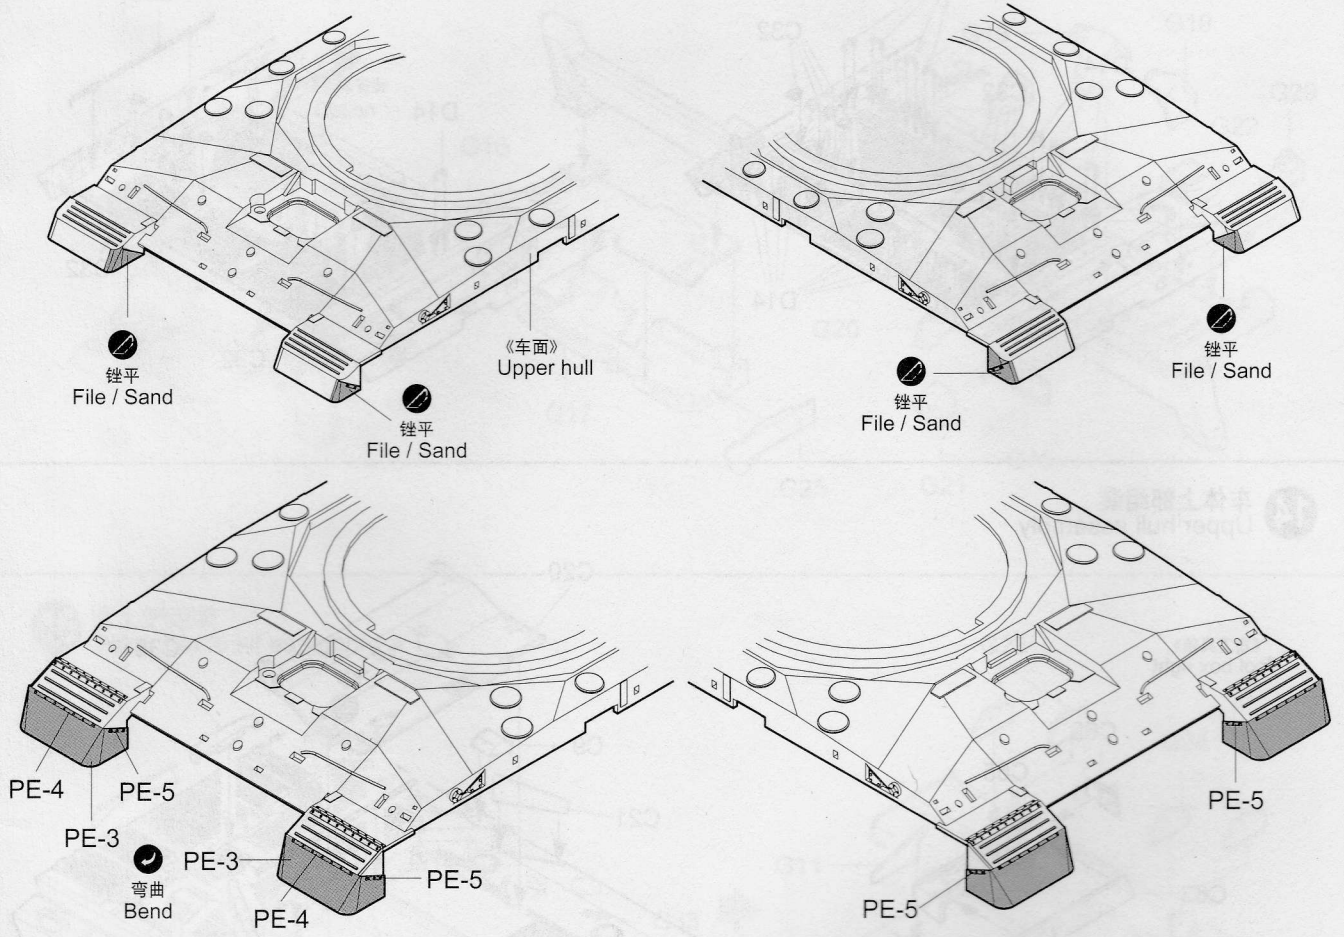 锉平
File / Sand
《车面》
Upper hull
锉平
File / Sand
锉平
File / Sand
锉平
File / Sand
PE-4
PE-5
PE-3
弯曲
Bend
PE-3
PE-4
PE-5
PE-5
PE-5